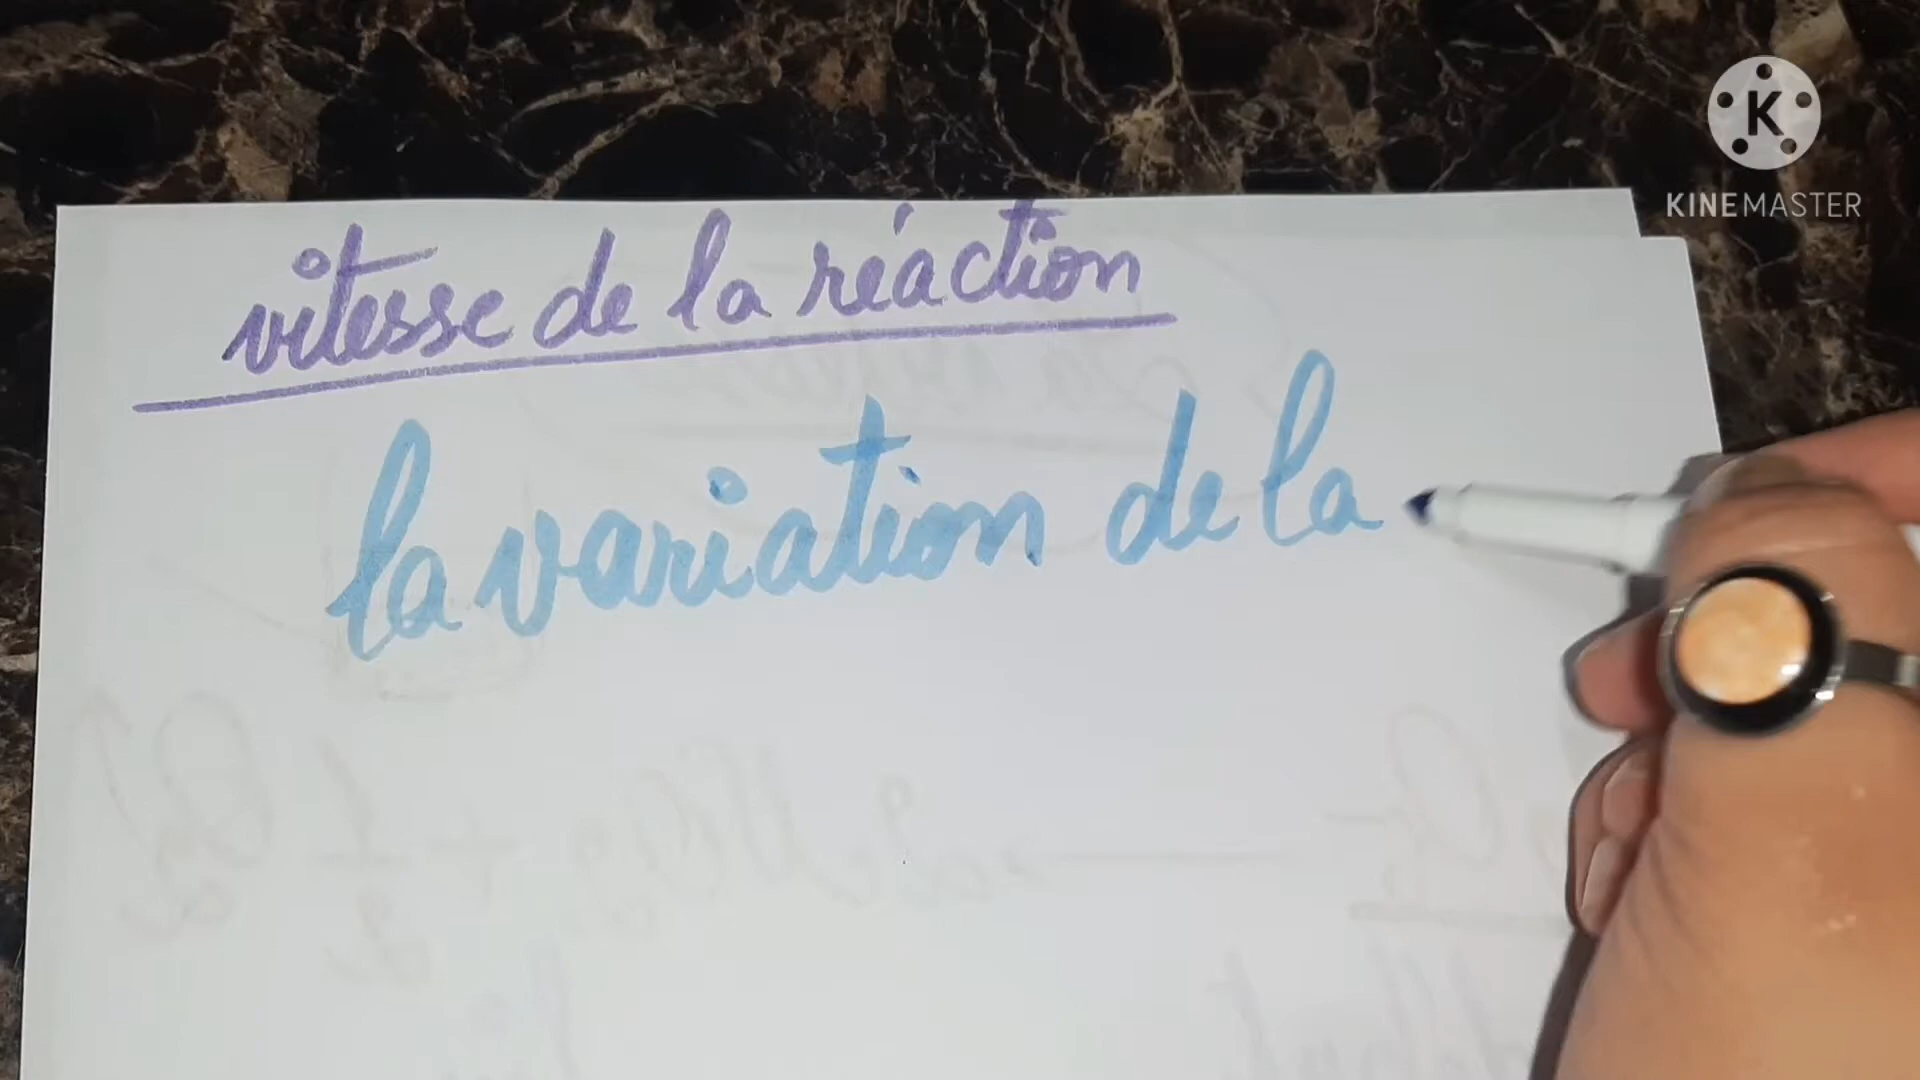 K
KINEMASTER
vitesse de la réaction
la variation de la